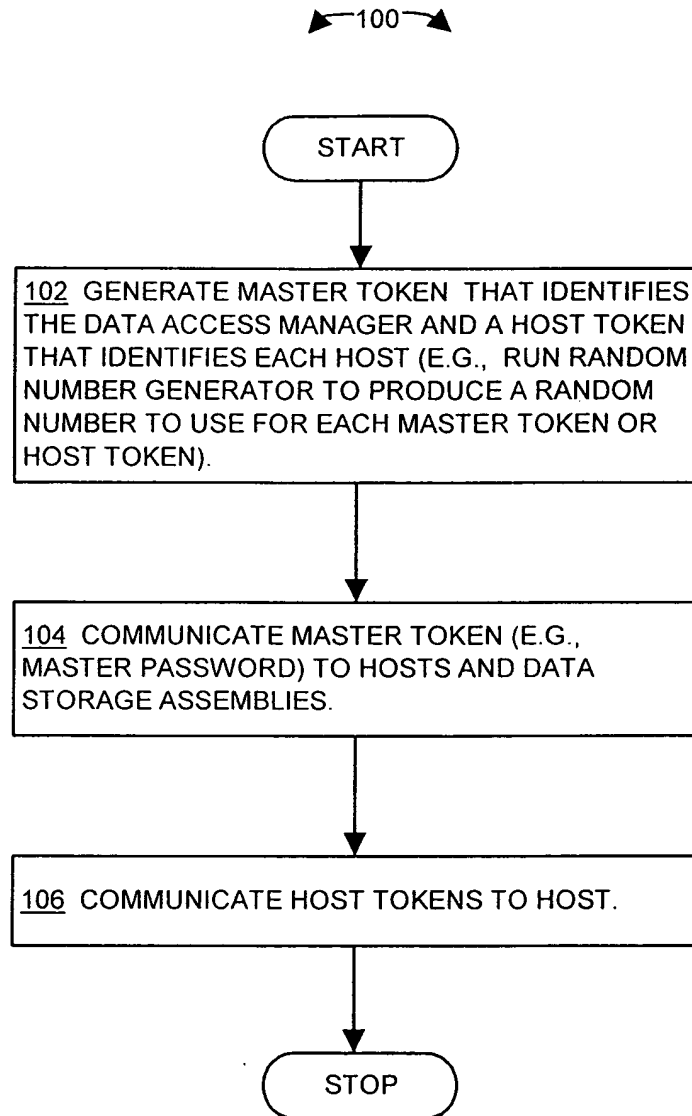 100
START
102 GENERATE MASTER TOKEN THAT IDENTIFIES
THE DATA ACCESS MANAGER AND A HOST TOKEN
THAT IDENTIFIES EACH HOST (E.G., RUN RANDOM
NUMBER GENERATOR TO PRODUCE A RANDOM
NUMBER TO USE FOR EACH MASTER TOKEN OR
HOST TOKEN).
104 COMMUNICATE MASTER TOKEN (E.G.,
MASTER PASSWORD) TO HOSTS AND DATA
STORAGE ASSEMBLIES.
106 COMMUNICATE HOST TOKENS TO HOST.
STOP